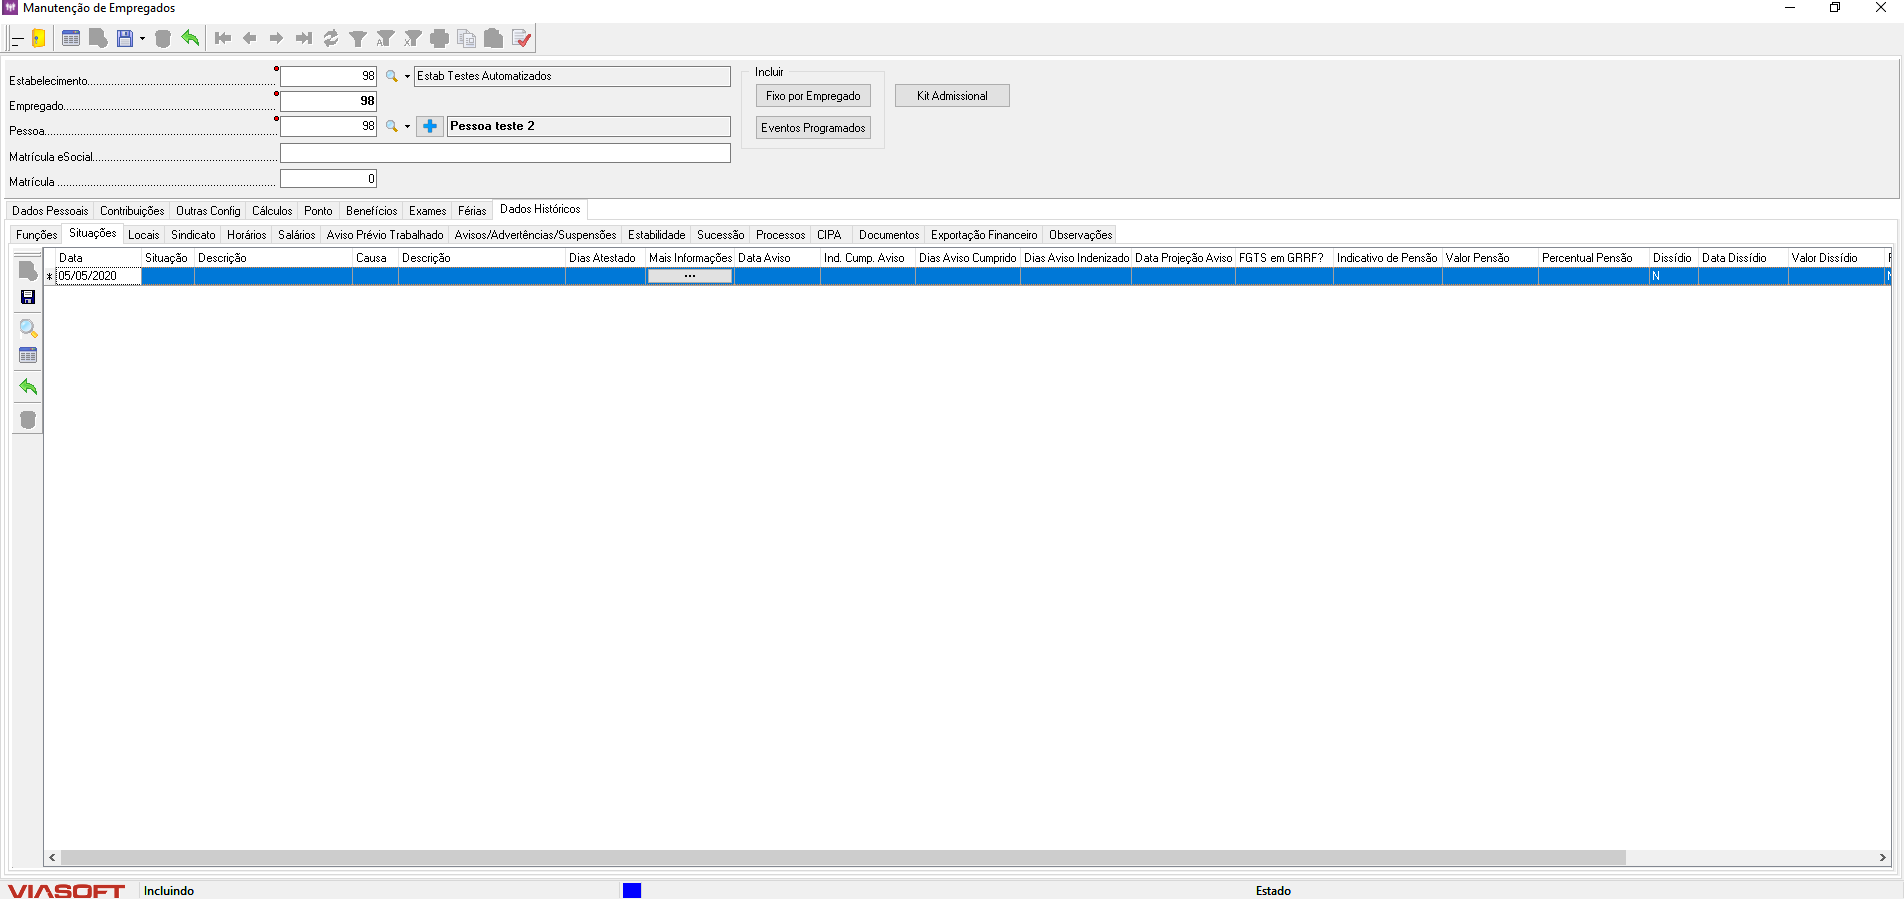 Manutenção de Empregados
Estabelecimento 98 Estab Testes Automatizados
Empregado 98
Pessoa 98 Pessoa teste 2
Matrícula eSocial
Matrícula 0
Incluir
Fixo por Empregado
Eventos Programados
Kit Admissional
Dados Pessoais Contribuições Outras Config Cálculos Ponto Benefícios Exames Férias Dados Históricos
Funções Situações Locais Sindicato Horários Salários Aviso Prévio Trabalhado Avisos/Advertências/Suspensões Estabilidade Sucessão Processos CIPA Documentos Exportação Financeiro Observações
Data Situação Descrição Causa Descrição Dias Atestado Mais Informações Data Aviso Ind. Cump. Aviso Dias Aviso Cumprido Dias Aviso Indenizado Data Projeção Aviso FGTS em GRRF? Indicativo de Pensão Valor Pensão Percentual Pensão Dissídio Data Dissídio Valor Dissídio
* 05/05/2020 ... N
VIASOFT Incluindo Estado